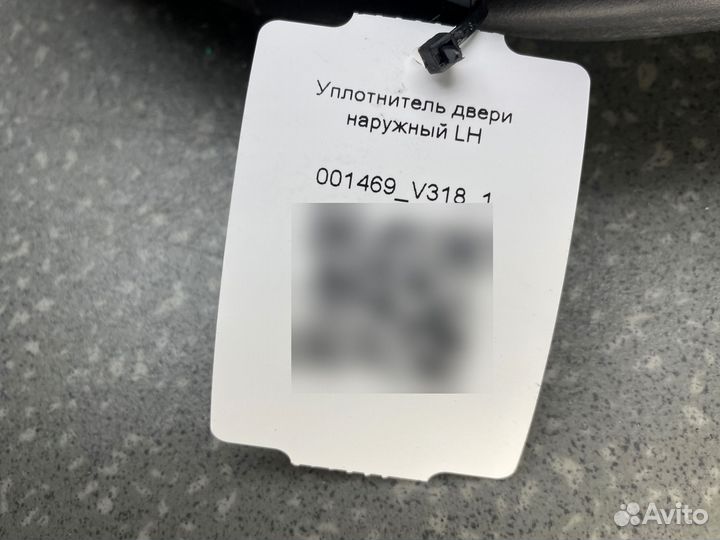 Уплотнитель двери
наружный LH
001469_V318_1
Avito